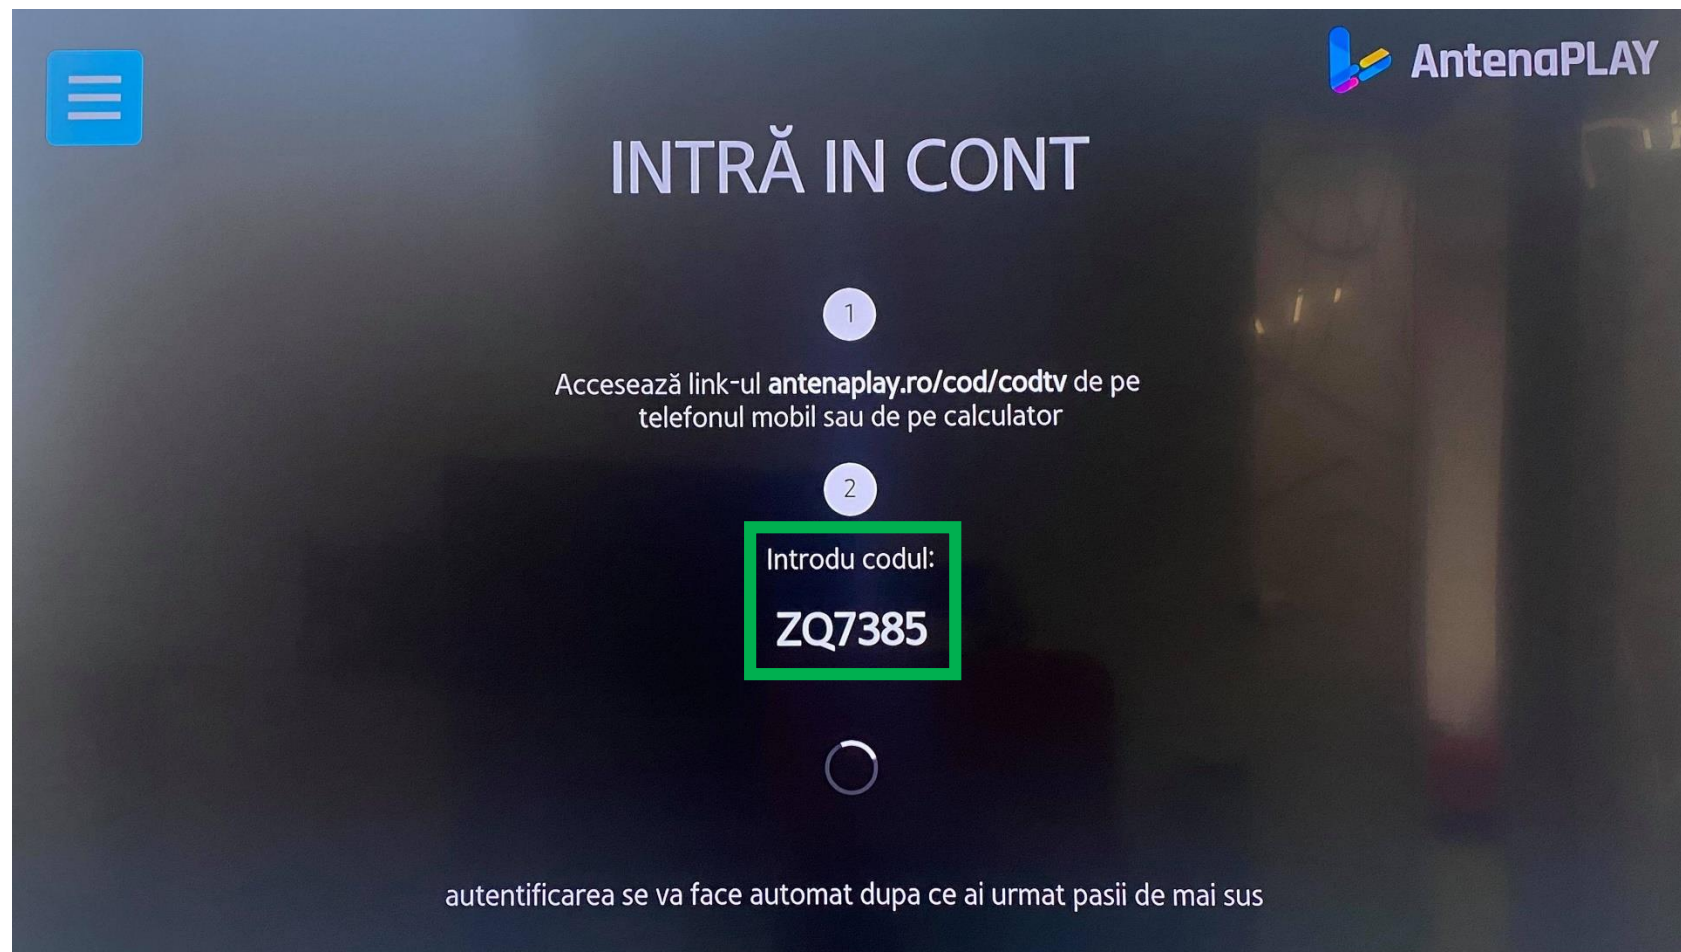 AntenaPLAY
INTRĂ IN CONT
1
Accesează link-ul antenaplay.ro/cod/codtv de pe
telefonul mobil sau de pe calculator
2
Introdu codul:
ZQ7385
autentificarea se va face automat dupa ce ai urmat pasii de mai sus